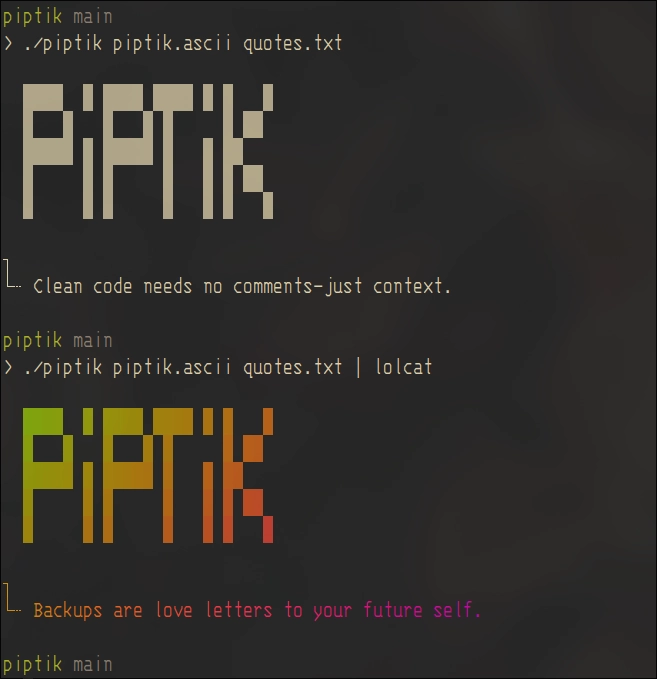 piptik main
> ./piptik piptik.ascii quotes.txt
PiPTiK
Clean code needs no comments-just context.
piptik main
> ./piptik piptik.ascii quotes.txt | lolcat
PiPTiK
Backups are love letters to your future self.
piptik main